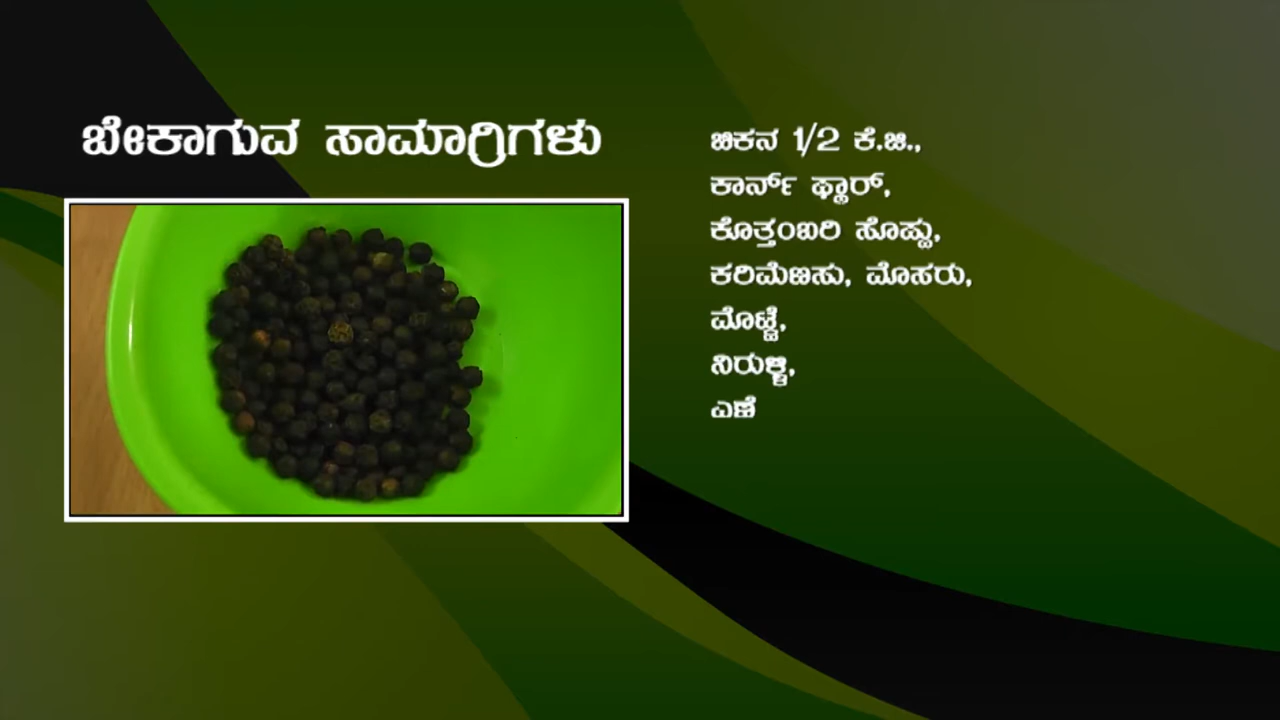 ಬೇಕಾಗುವ ಸಾಮಾಗ್ರಿಗಳು
ಚಿಕನ 1/2 ಕೆ.ಜಿ.,
ಕಾರ್ನ್ ಫ್ಲಾರ್,
ಕೊತ್ತಂಬರಿ ಸೊಪ್ಪು,
ಕರಿಮೆಣಸು, ಮೊಸರು,
ಮೊಟ್ಟೆ,
ನಿರುಳ್ಳಿ,
ಎಣೆ